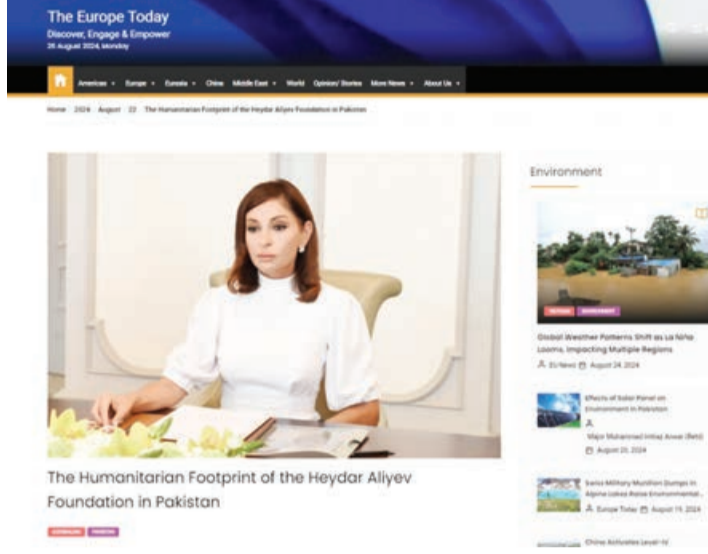 The Europe Today
Discover, Engage & Empower
26 August 2024, Monday
Americas Europe Eurasia China Middle East World Opinion/ Stories More News About Us
Home 2024 August 22 The Humanitarian Footprint of the Heydar Aliyev Foundation in Pakistan
The Humanitarian Footprint of the Heydar Aliyev
Foundation in Pakistan
AZERBAIJAN PAKISTAN
Environment
ENVIRONMENT
Global Weather Patterns Shift as La Niña
Looms, Impacting Multiple Regions
August 24, 2024
Effects of Solar Panel on
Environment in Pakistan
Major Muhammad Imtiaz Anwar (Retd)
August 20, 2024
Swiss Military Munition Dumps in
Alpine Lakes Raise Environmental...
Europe Today August 19, 2024
China Activates Level-IV